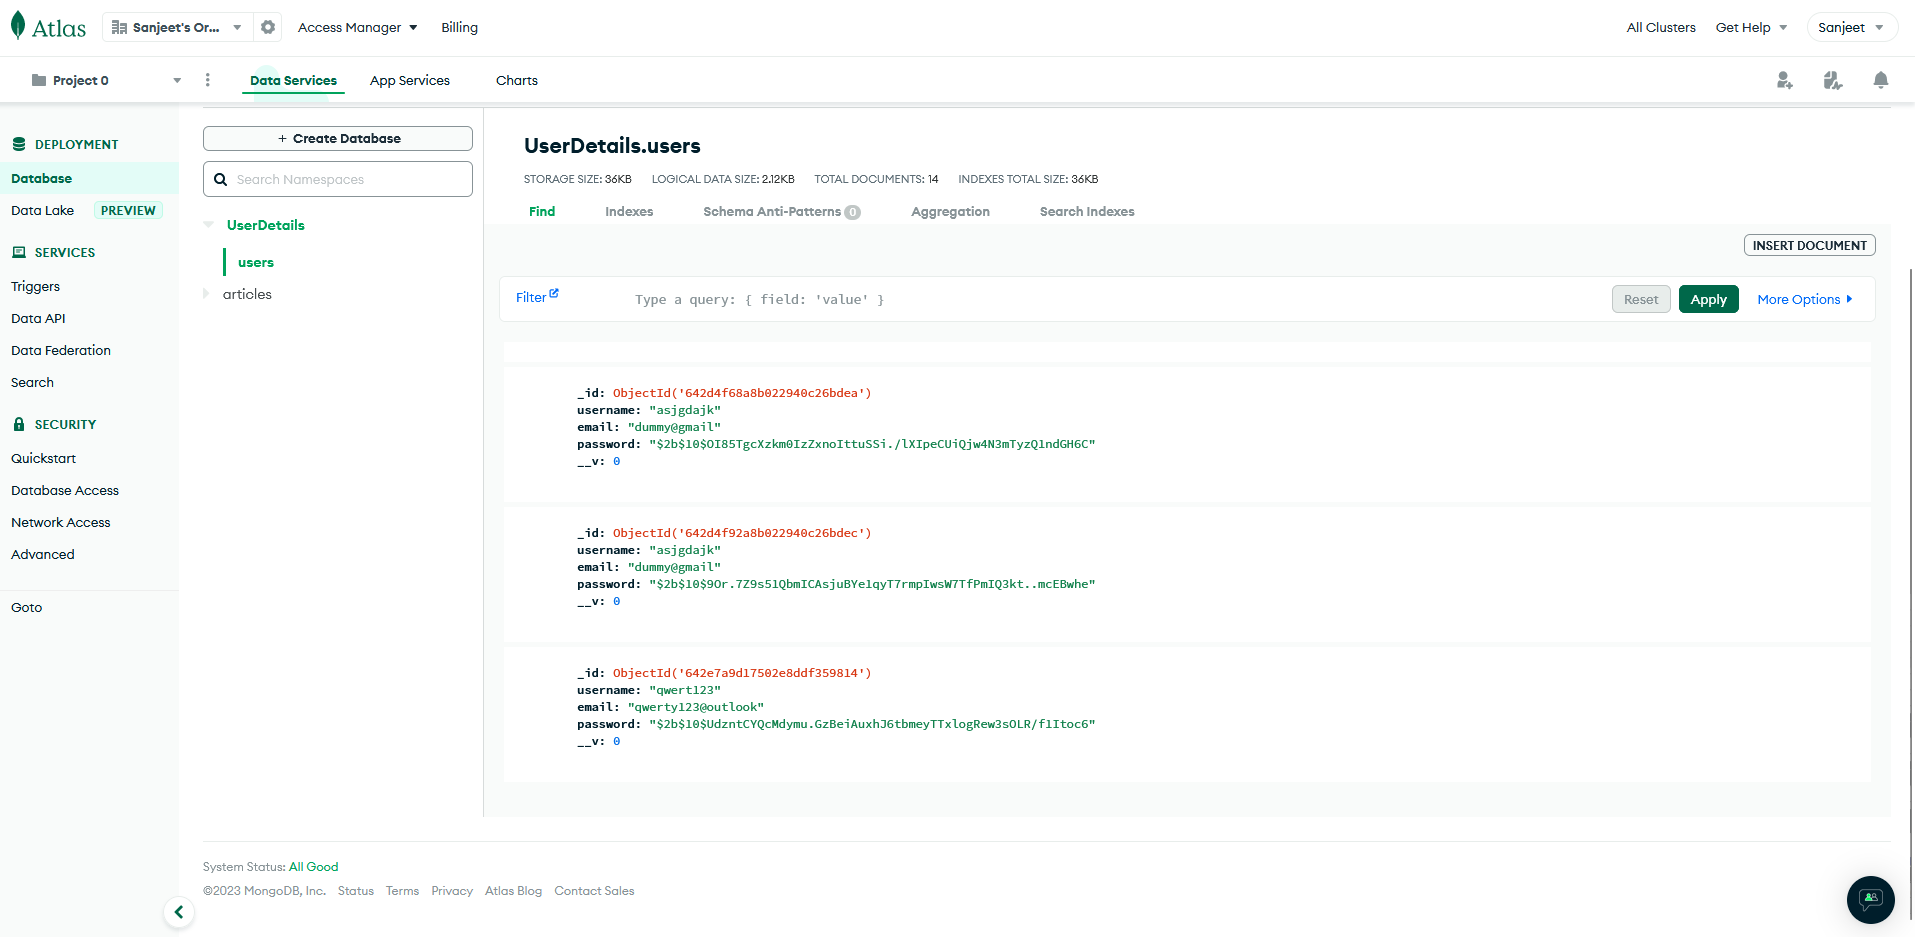 Atlas
Sanjeet's Or...
Access Manager
Billing
All Clusters
Get Help
Sanjeet
Project 0
Data Services
App Services
Charts
DEPLOYMENT
Database
Data Lake PREVIEW
SERVICES
Triggers
Data API
Data Federation
Search
SECURITY
Quickstart
Database Access
Network Access
Advanced
Goto
+ Create Database
Search Namespaces
UserDetails
users
articles
UserDetails.users
STORAGE SIZE: 36KB LOGICAL DATA SIZE: 2.12KB TOTAL DOCUMENTS: 14 INDEXES TOTAL SIZE: 36KB
Find Indexes Schema Anti-Patterns 0 Aggregation Search Indexes
INSERT DOCUMENT
Filter Type a query: { field: 'value' } Reset Apply More Options
_id: ObjectId('642d4f68a8b022940c26bdea')
username: "asjgdajk"
email: "dummy@gmail"
password: "$2b$10$OI85TgcXzkm0IzZxnoIttuSSi./lXIpeCUiQjw4N3mTyzQ1ndGH6C"
__v: 0
_id: ObjectId('642d4f92a8b022940c26bdec')
username: "asjgdajk"
email: "dummy@gmail"
password: "$2b$10$9Or.7Z9s51QbmICAsjuBYe1qyT7rmpIwsW7TfPmIQ3kt..mcEBwhe"
__v: 0
_id: ObjectId('642e7a9d17502e8ddf359814')
username: "qwert123"
email: "qwerty123@outlook"
password: "$2b$10$UdzntCYQcMdymu.GzBeiAuxhJ6tbmeyTTxlogRew3sOLR/f1Itoc6"
__v: 0
System Status: All Good
©2023 MongoDB, Inc. Status Terms Privacy Atlas Blog Contact Sales